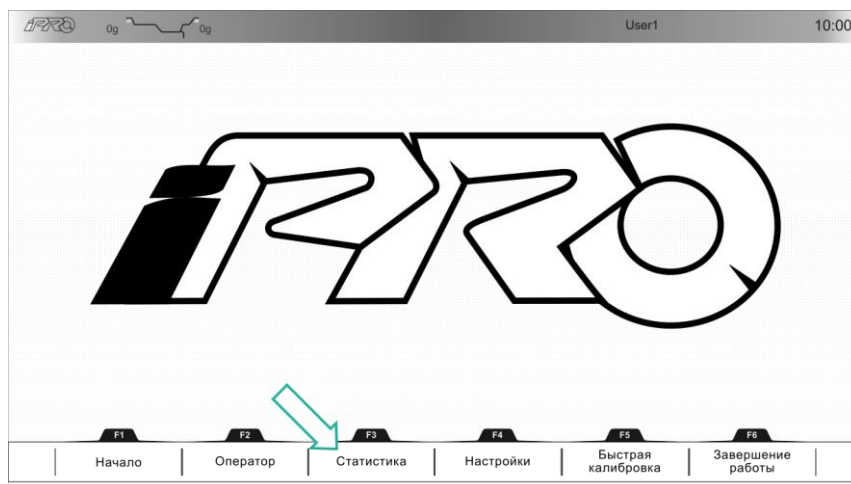 iPRO
0g
0g
User1
10:00
iPRO
F1
F2
F3
F4
F5
F6
Начало
Оператор
Статистика
Настройки
Быстрая
калибровка
Завершение
работы